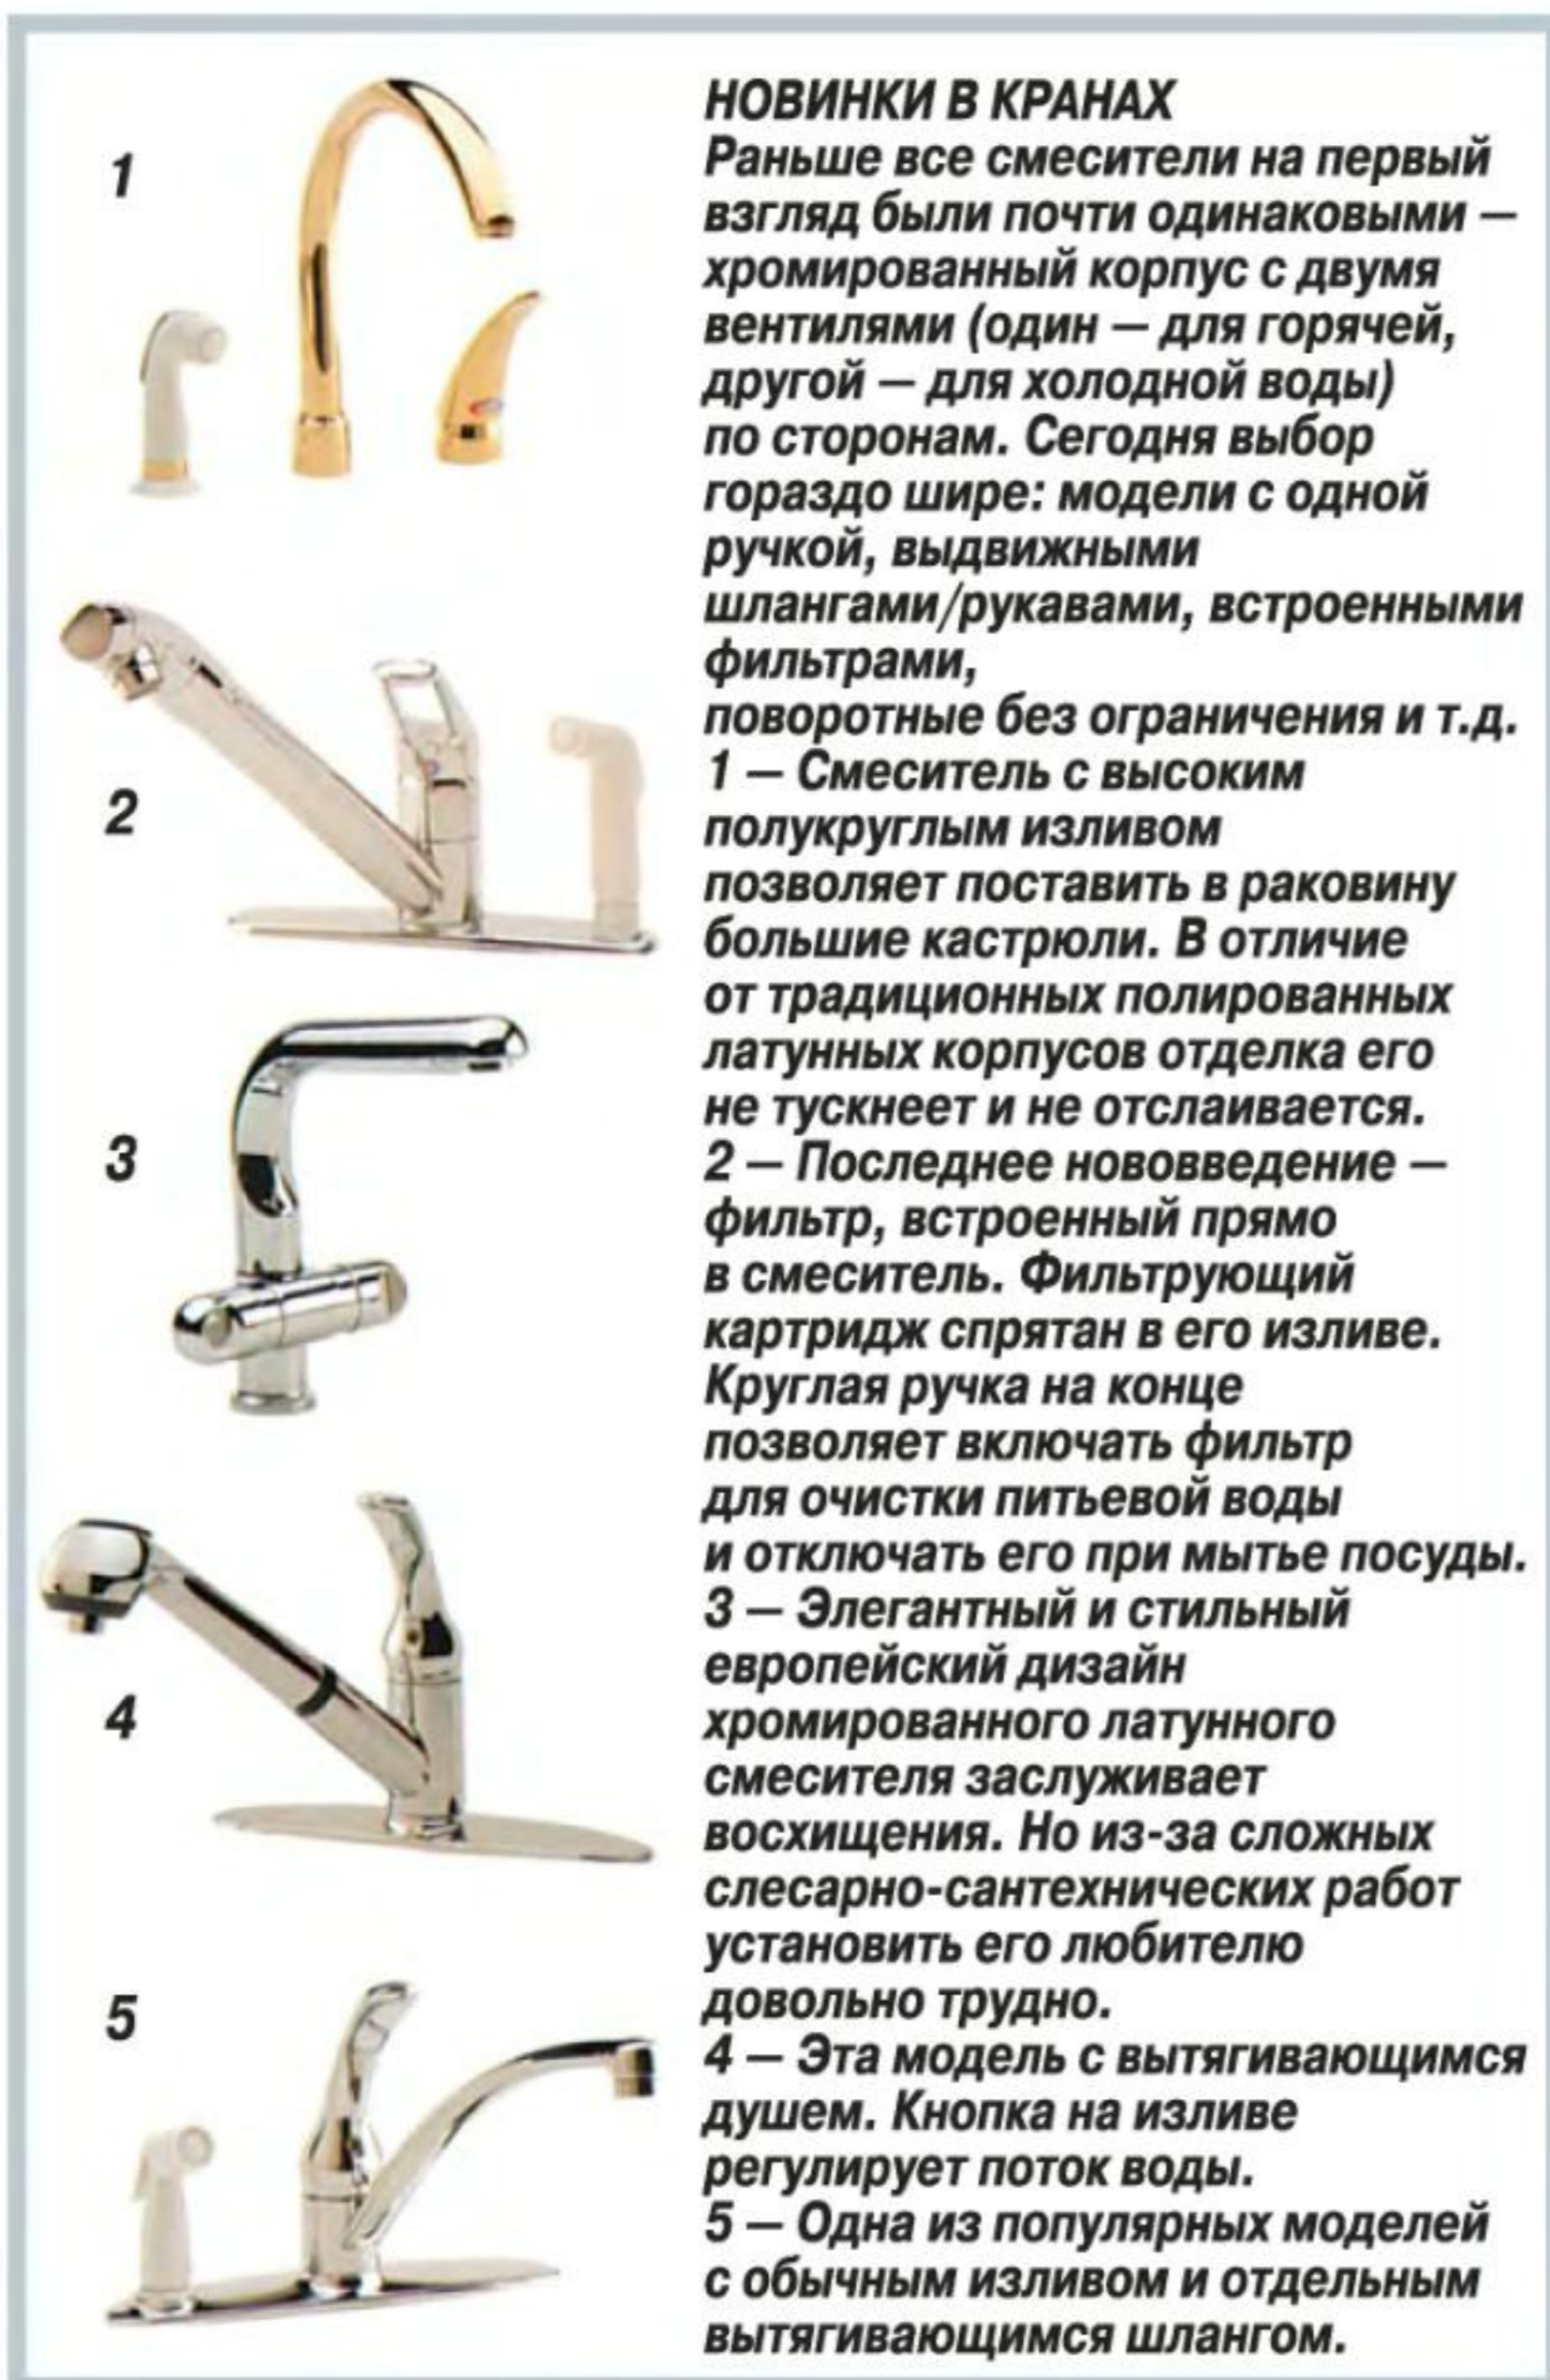 НОВИНКИ В КРАНАХ
Раньше все смесители на первый
взгляд были почти одинаковыми —
хромированный корпус с двумя
вентилями (один — для горячей,
другой — для холодной воды)
по сторонам. Сегодня выбор
гораздо шире: модели с одной
ручкой, выдвижными
шлангами/рукавами, встроенными
фильтрами,
поворотные без ограничения и т.д.
1 — Смеситель с высоким
полукруглым изливом
позволяет поставить в раковину
большие кастрюли. В отличие
от традиционных полированных
латунных корпусов отделка его
не тускнеет и не отслаивается.
2 — Последнее нововведение —
фильтр, встроенный прямо
в смеситель. Фильтрующий
картридж спрятан в его изливе.
Круглая ручка на конце
позволяет включать фильтр
для очистки питьевой воды
и отключать его при мытье посуды.
3 — Элегантный и стильный
европейский дизайн
хромированного латунного
смесителя заслуживает
восхищения. Но из-за сложных
слесарно-сантехнических работ
установить его любителю
довольно трудно.
4 — Эта модель с вытягивающимся
душем. Кнопка на изливе
регулирует поток воды.
5 — Одна из популярных моделей
с обычным изливом и отдельным
вытягивающимся шлангом.
1
2
3
4
5